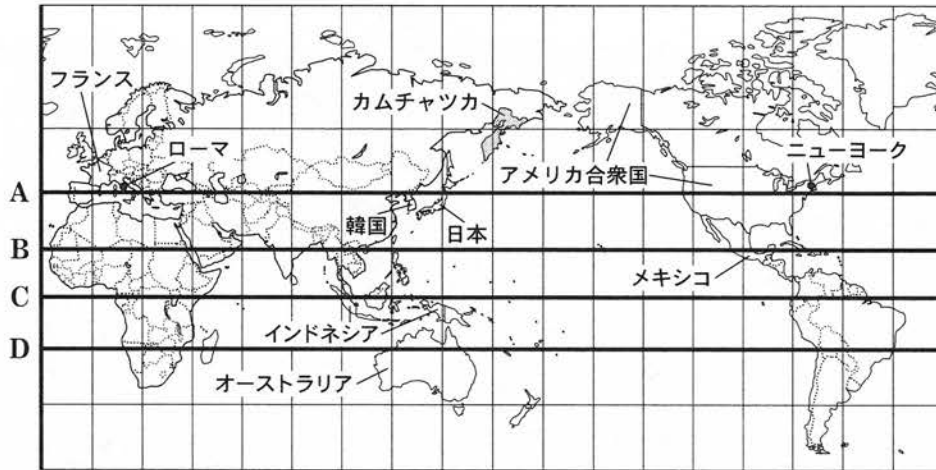 フランス
カムチャツカ
ローマ
ニューヨーク
アメリカ合衆国
A
韓国
日本
B
メキシコ
C
インドネシア
D
オーストラリア